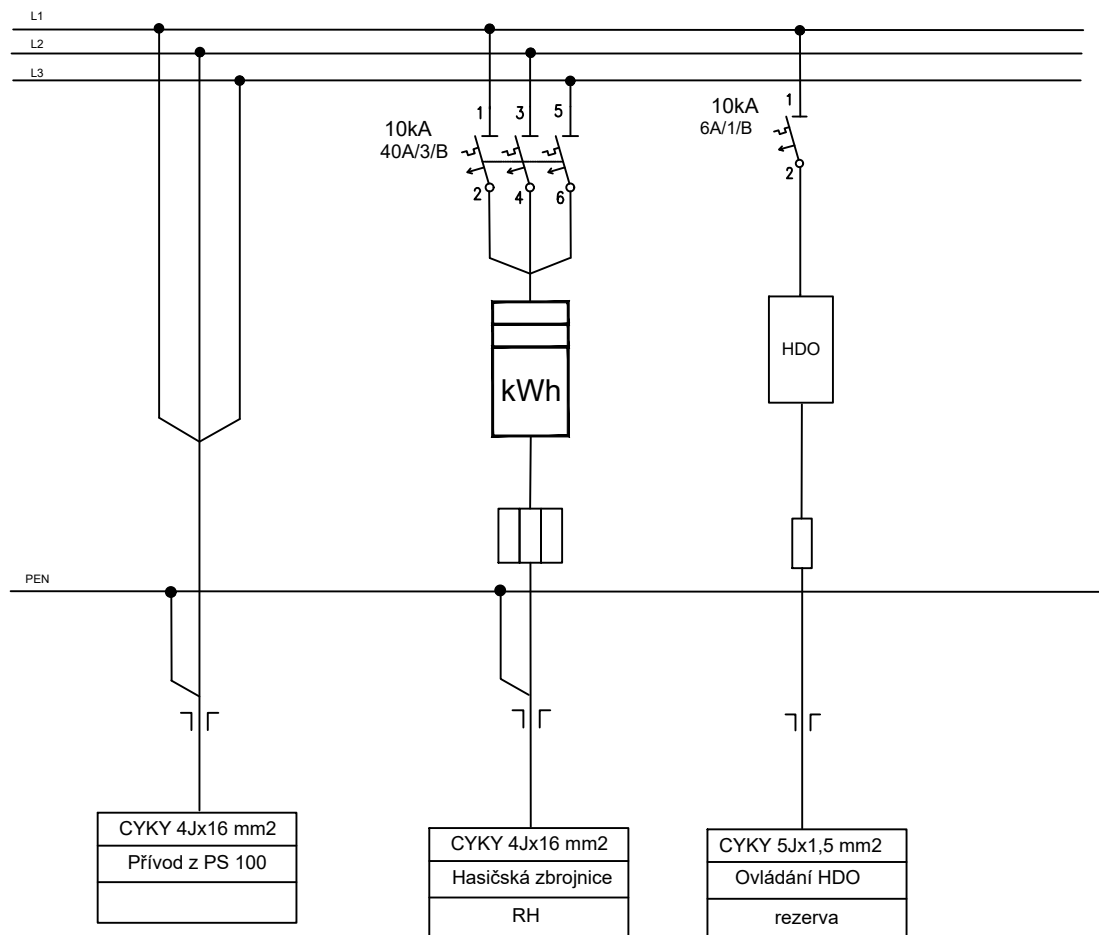 L1
L2
L3
1 3 5
10kA
40A/3/B
2 4 6
10kA
6A/1/B
1
2
kWh
HDO
PEN
CYKY 4Jx16 mm2
Přívod z PS 100
CYKY 4Jx16 mm2
Hasičská zbrojnice
RH
CYKY 5Jx1,5 mm2
Ovládání HDO
rezerva